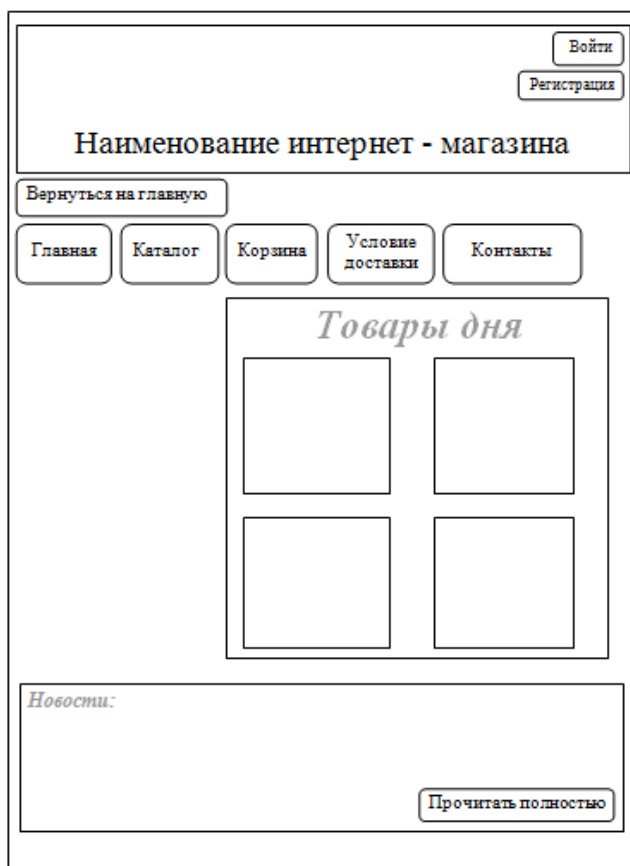 Войти
Регистрация
Наименование интернет - магазина
Вернуться на главную
Главная
Каталог
Корзина
Условие
доставки
Контакты
Товары дня
Новости:
Прочитать полностью